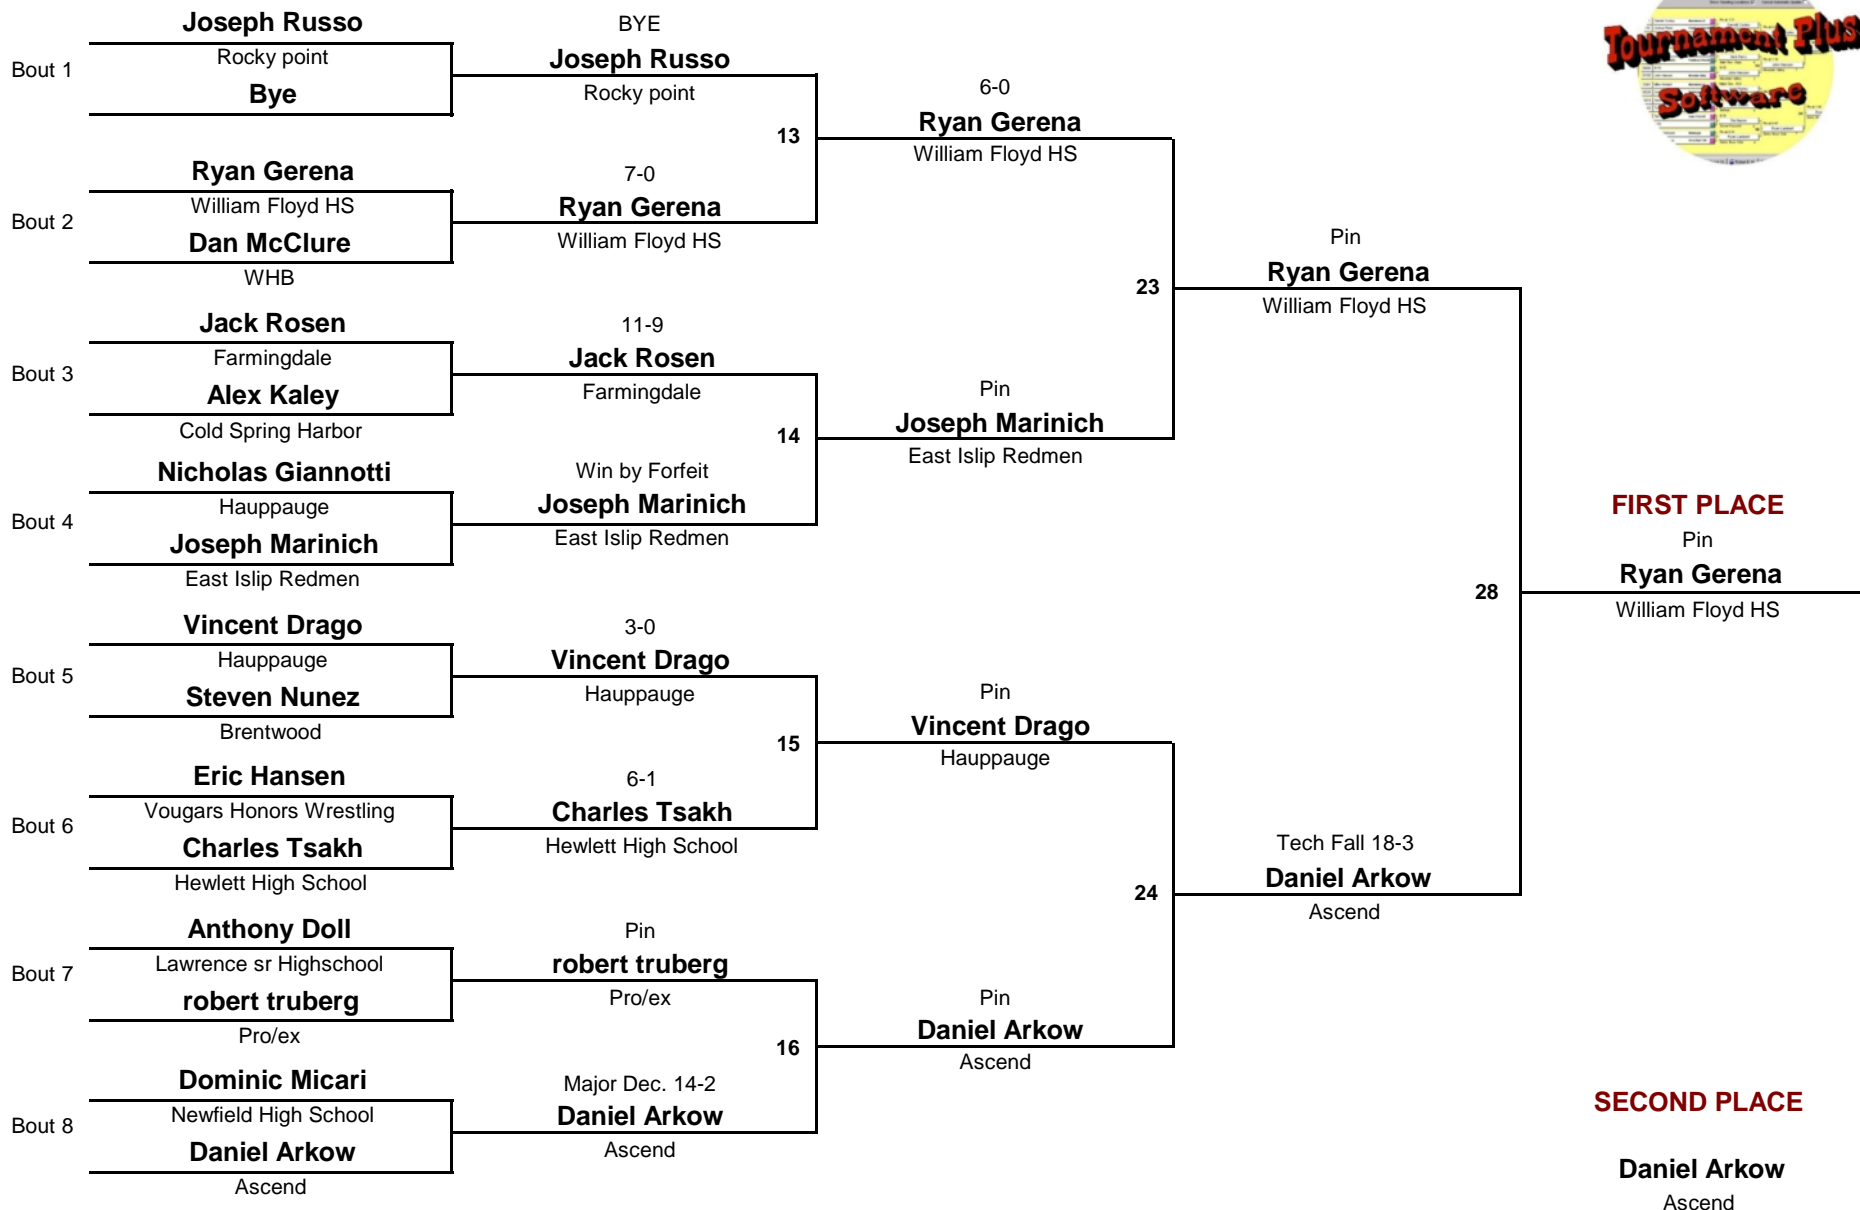 Joseph Russo
Rocky point
Bout 1
Bye
Ryan Gerena
William Floyd HS
Bout 2
Dan McClure
WHB
Jack Rosen
Farmingdale
Bout 3
Alex Kaley
Cold Spring Harbor
Nicholas Giannotti
Hauppauge
Bout 4
Joseph Marinich
East Islip Redmen
Vincent Drago
Hauppauge
Bout 5
Steven Nunez
Brentwood
Eric Hansen
Vougars Honors Wrestling
Bout 6
Charles Tsakh
Hewlett High School
Anthony Doll
Lawrence sr Highschool
Bout 7
robert truberg
Pro/ex
Dominic Micari
Newfield High School
Bout 8
Daniel Arkow
Ascend
BYE
Joseph Russo
Rocky point
13
7-0
Ryan Gerena
William Floyd HS
11-9
Jack Rosen
Farmingdale
14
Win by Forfeit
Joseph Marinich
East Islip Redmen
3-0
Vincent Drago
Hauppauge
15
6-1
Charles Tsakh
Hewlett High School
Pin
robert truberg
Pro/ex
16
Major Dec. 14-2
Daniel Arkow
Ascend
6-0
Ryan Gerena
William Floyd HS
23
Pin
Joseph Marinich
East Islip Redmen
Pin
Vincent Drago
Hauppauge
24
Pin
Daniel Arkow
Ascend
Pin
Ryan Gerena
William Floyd HS
28
Tech Fall 18-3
Daniel Arkow
Ascend
Tournament Plus
Software
FIRST PLACE
Pin
Ryan Gerena
William Floyd HS
SECOND PLACE
Daniel Arkow
Ascend